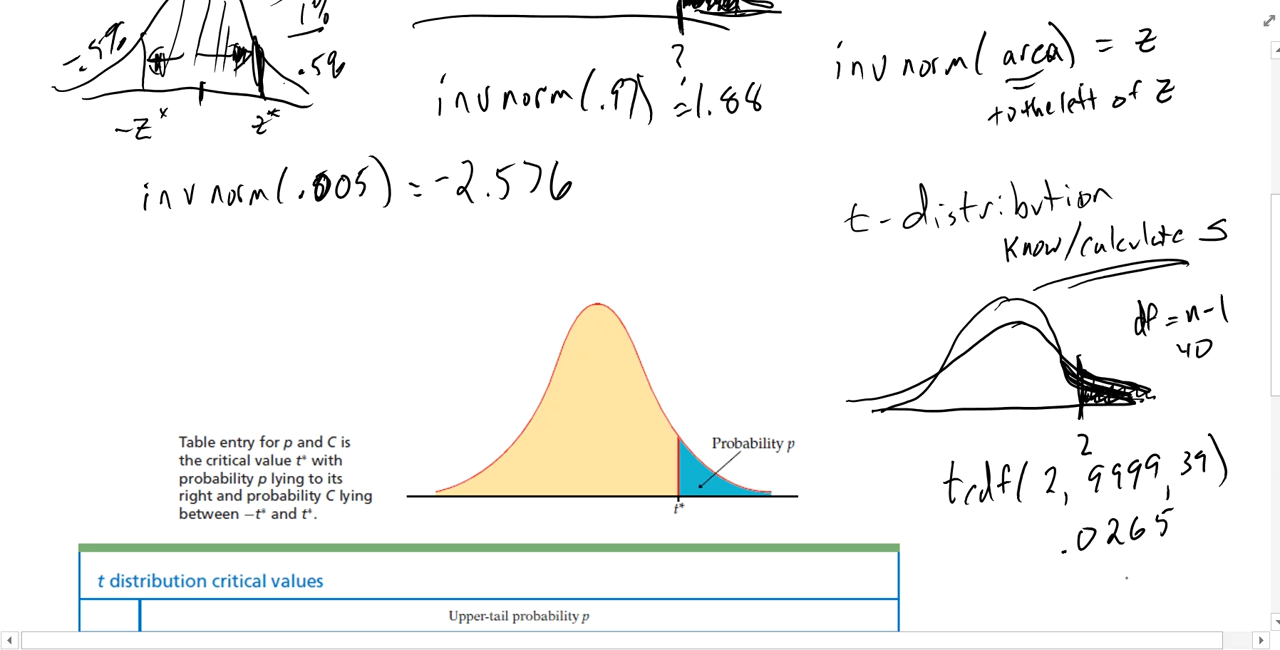 .5%
1%
.5%
-z* z*
?
invnorm(.97) = 1.88
invnorm(area) = z
to the left of z
invnorm(.005) = -2.576
t-distribution
Know/calculate s
df = n-1
40
2
tcdf(2, 9999, 39)
.0265
Probability p
t*
Table entry for p and C is
the critical value t* with
probability p lying to its
right and probability C lying
between −t* and t*.
t distribution critical values
Upper-tail probability p